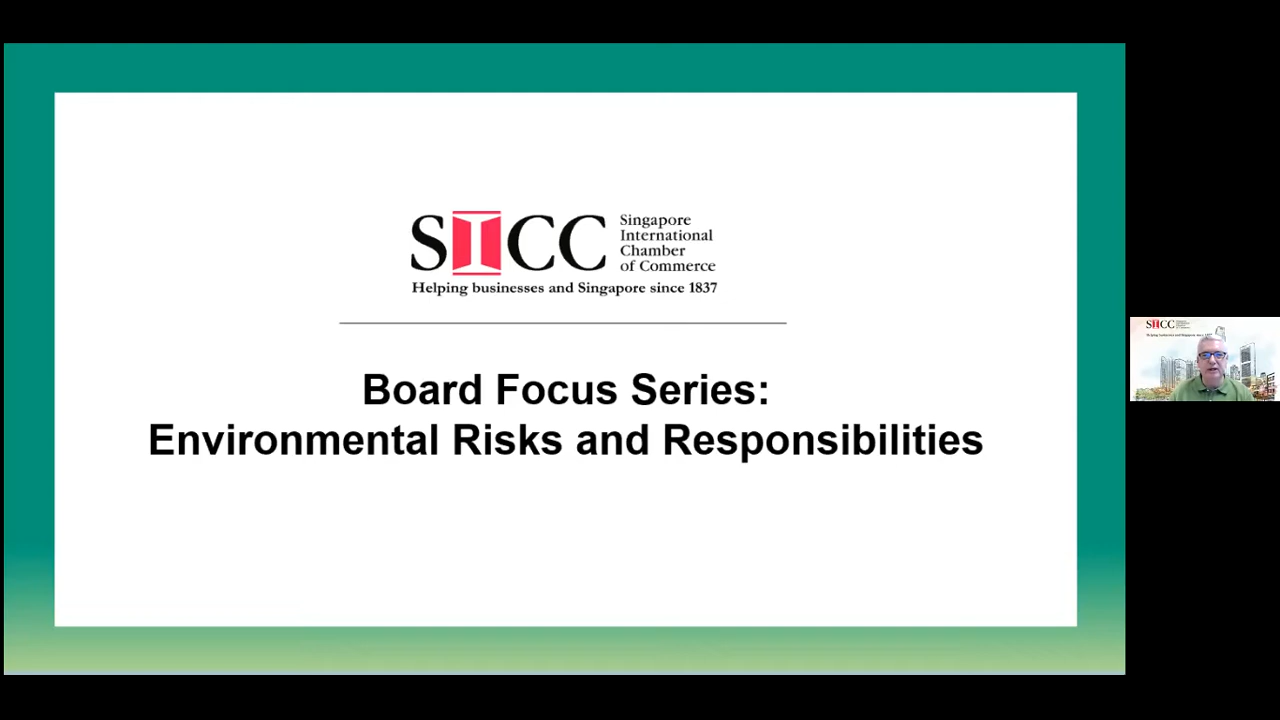 SICC
Singapore
International
Chamber
of Commerce
Helping businesses and Singapore since 1837
Board Focus Series:
Environmental Risks and Responsibilities
SICC